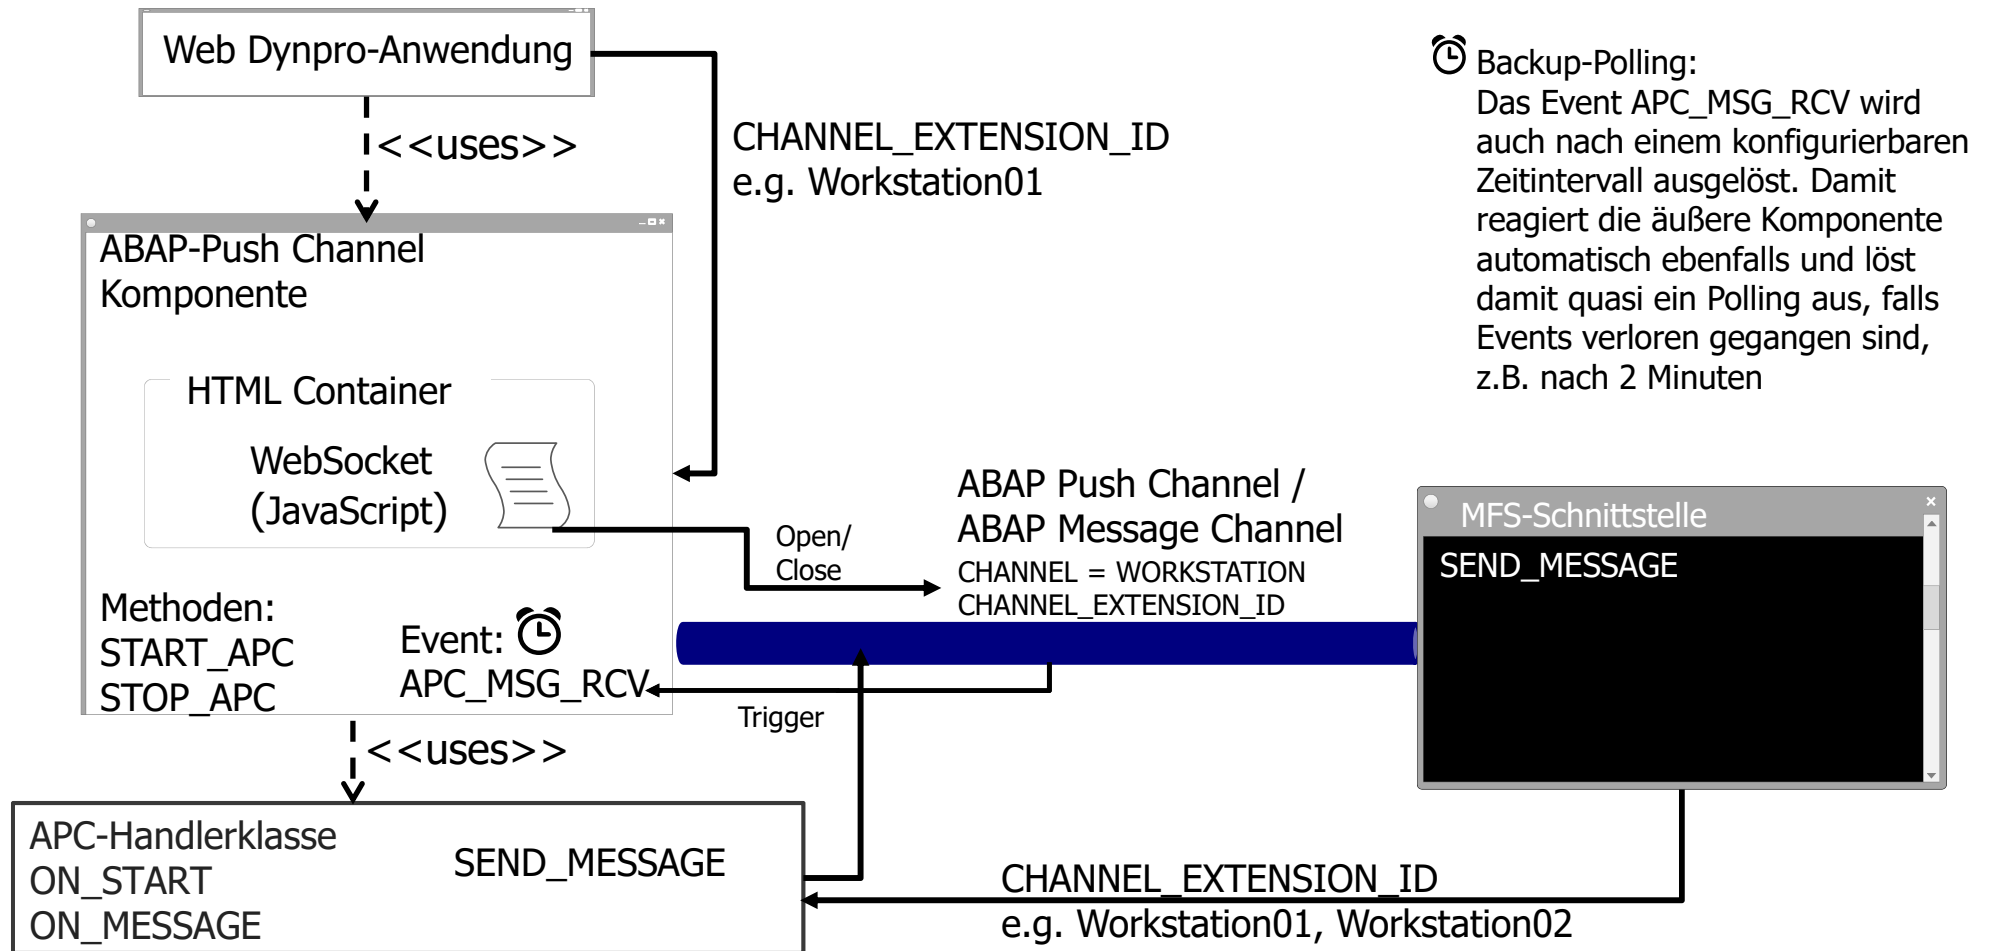 Web Dynpro-Anwendung
<<uses>>
CHANNEL_EXTENSION_ID
e.g. Workstation01
Backup-Polling:
Das Event APC_MSG_RCV wird
auch nach einem konfigurierbaren
Zeitintervall ausgelöst. Damit
reagiert die äußere Komponente
automatisch ebenfalls und löst
damit quasi ein Polling aus, falls
Events verloren gegangen sind,
z.B. nach 2 Minuten
ABAP-Push Channel
Komponente
HTML Container
WebSocket
(JavaScript)
Open/
Close
ABAP Push Channel /
ABAP Message Channel
CHANNEL = WORKSTATION
CHANNEL_EXTENSION_ID
MFS-Schnittstelle
SEND_MESSAGE
Methoden:
START_APC
STOP_APC
Event:
APC_MSG_RCV
Trigger
<<uses>>
APC-Handlerklasse
ON_START
ON_MESSAGE
SEND_MESSAGE
CHANNEL_EXTENSION_ID
e.g. Workstation01, Workstation02